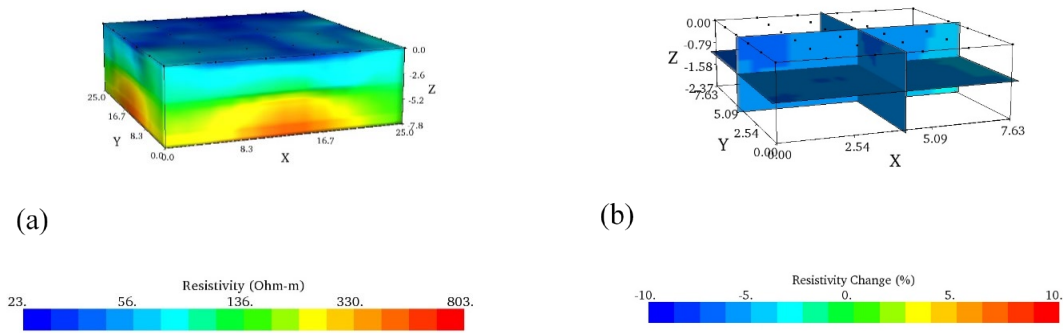 0.0
-2.6
Z
-5.2
-7.8
25.0
16.7
8.3
Y
0.0
0.0
8.3
X
16.7
25.0
(a)
Resistivity (Ohm-m)
23. 56. 136. 330. 803.
0.00
-0.79
Z
-1.58
-2.37
7.63
5.09
2.54
Y
0.00
0.00
2.54
X
5.09
7.63
(b)
Resistivity Change (%)
-10. -5. 0. 5. 10.